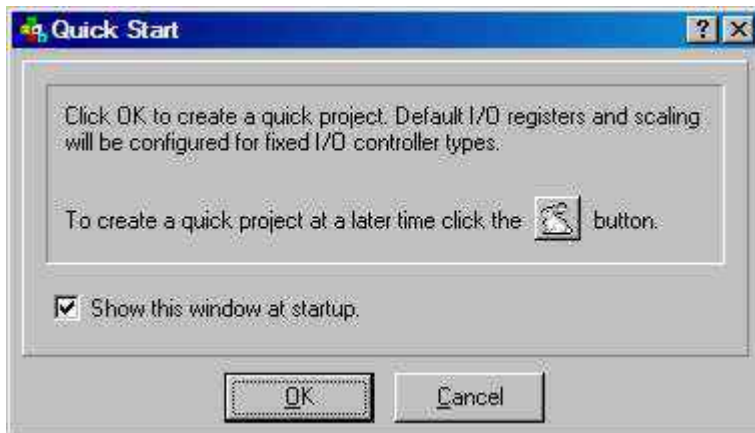 Quick Start
Click OK to create a quick project. Default I/O registers and scaling
will be configured for fixed I/O controller types.
To create a quick project at a later time click the button.
Show this window at startup.
OK Cancel